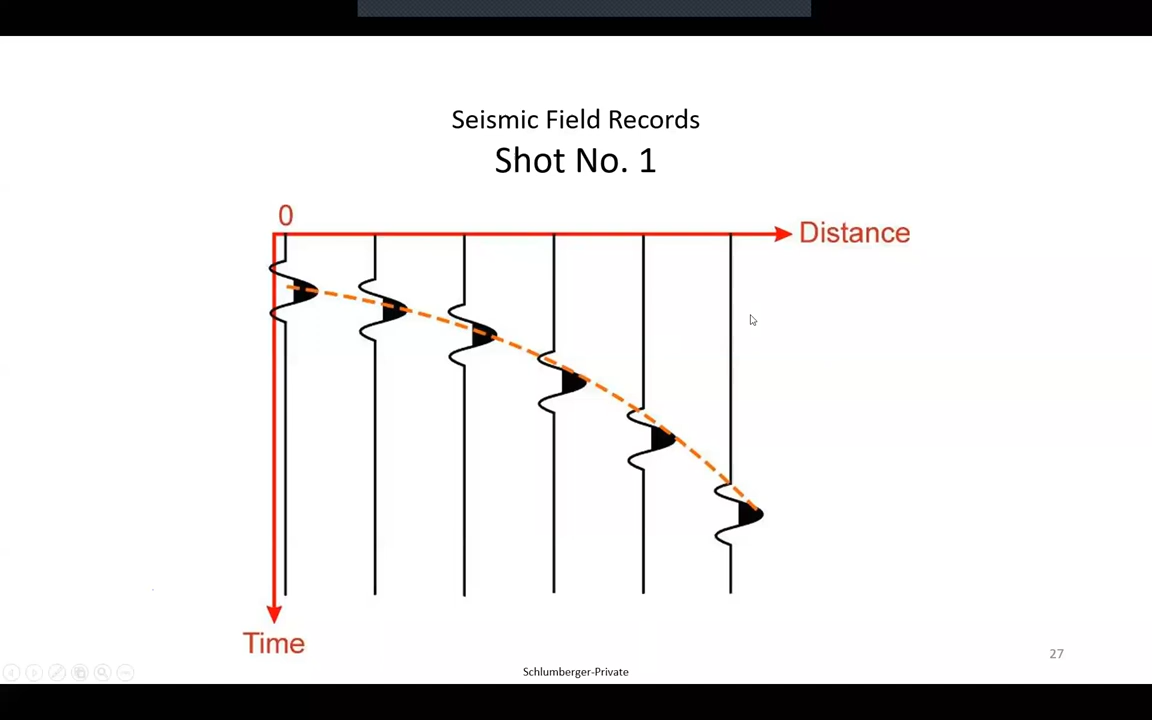 Seismic Field Records
Shot No. 1
0
Distance
Time
27
Schlumberger-Private